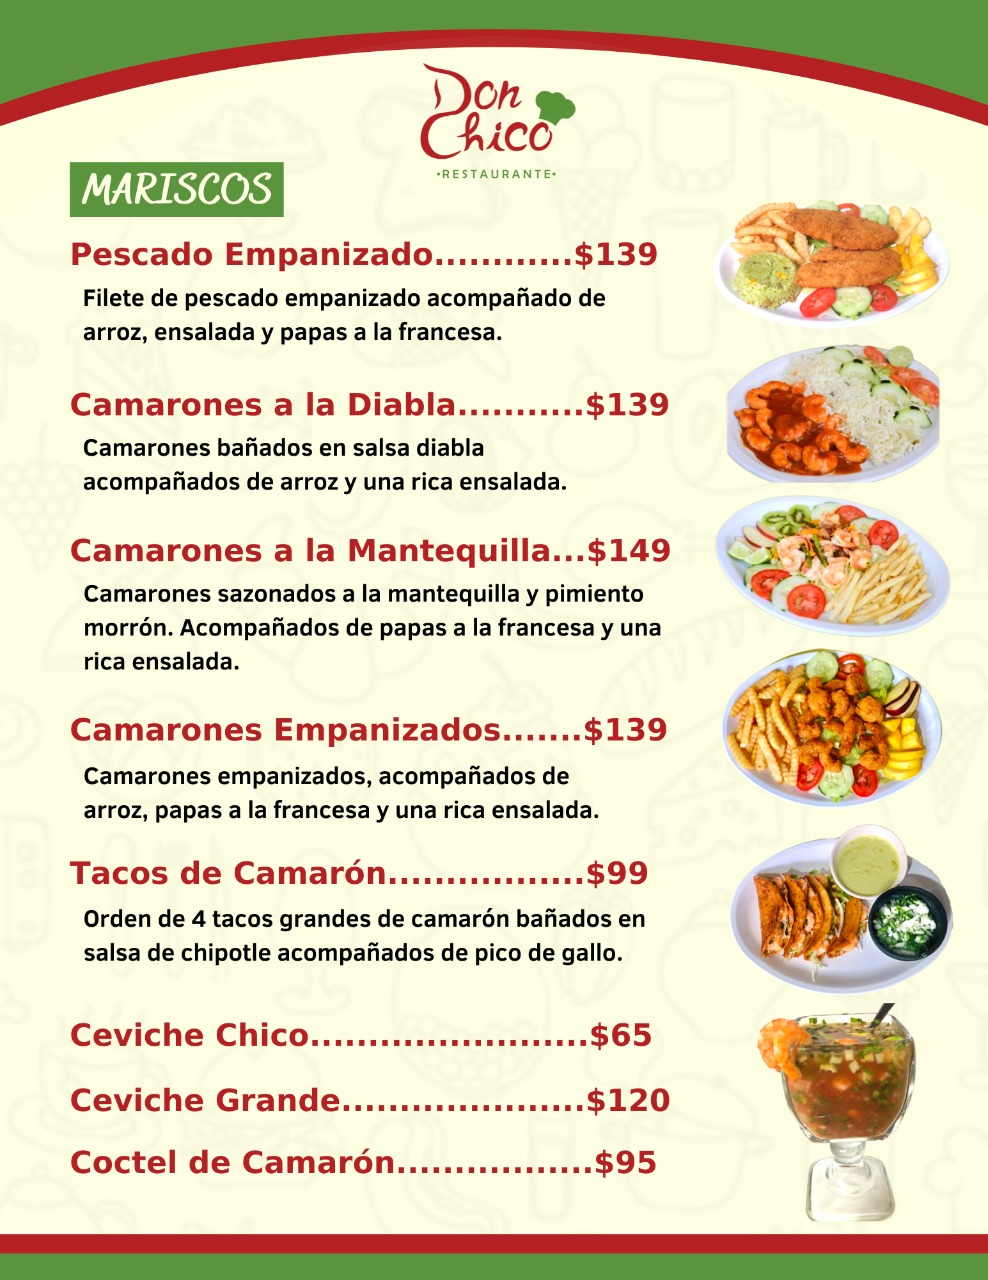 Don
Chico
•RESTAURANTE•
MARISCOS
Pescado Empanizado............$139
Filete de pescado empanizado acompañado de
arroz, ensalada y papas a la francesa.
Camarones a la Diabla...........$139
Camarones bañados en salsa diabla
acompañados de arroz y una rica ensalada.
Camarones a la Mantequilla...$149
Camarones sazonados a la mantequilla y pimiento
morrón. Acompañados de papas a la francesa y una
rica ensalada.
Camarones Empanizados.......$139
Camarones empanizados, acompañados de
arroz, papas a la francesa y una rica ensalada.
Tacos de Camarón.................$99
Orden de 4 tacos grandes de camarón bañados en
salsa de chipotle acompañados de pico de gallo.
Ceviche Chico........................$65
Ceviche Grande.....................$120
Coctel de Camarón.................$95